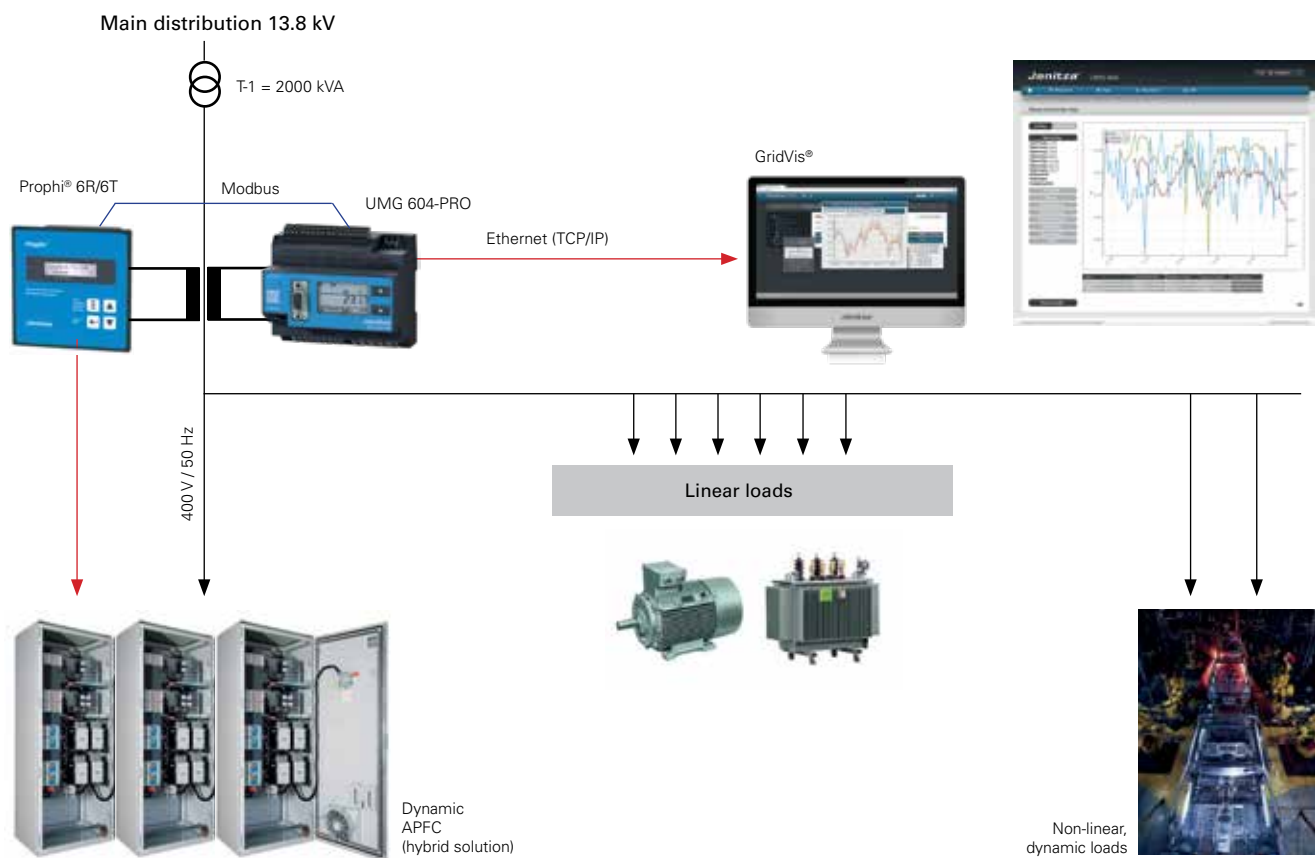 Main distribution 13.8 kV
T-1 = 2000 kVA
Prophi® 6R/6T
Modbus
UMG 604-PRO
GridVis®
Ethernet (TCP/IP)
Janitza
400 V / 50 Hz
Linear loads
Dynamic
APFC
(hybrid solution)
Non-linear,
dynamic loads